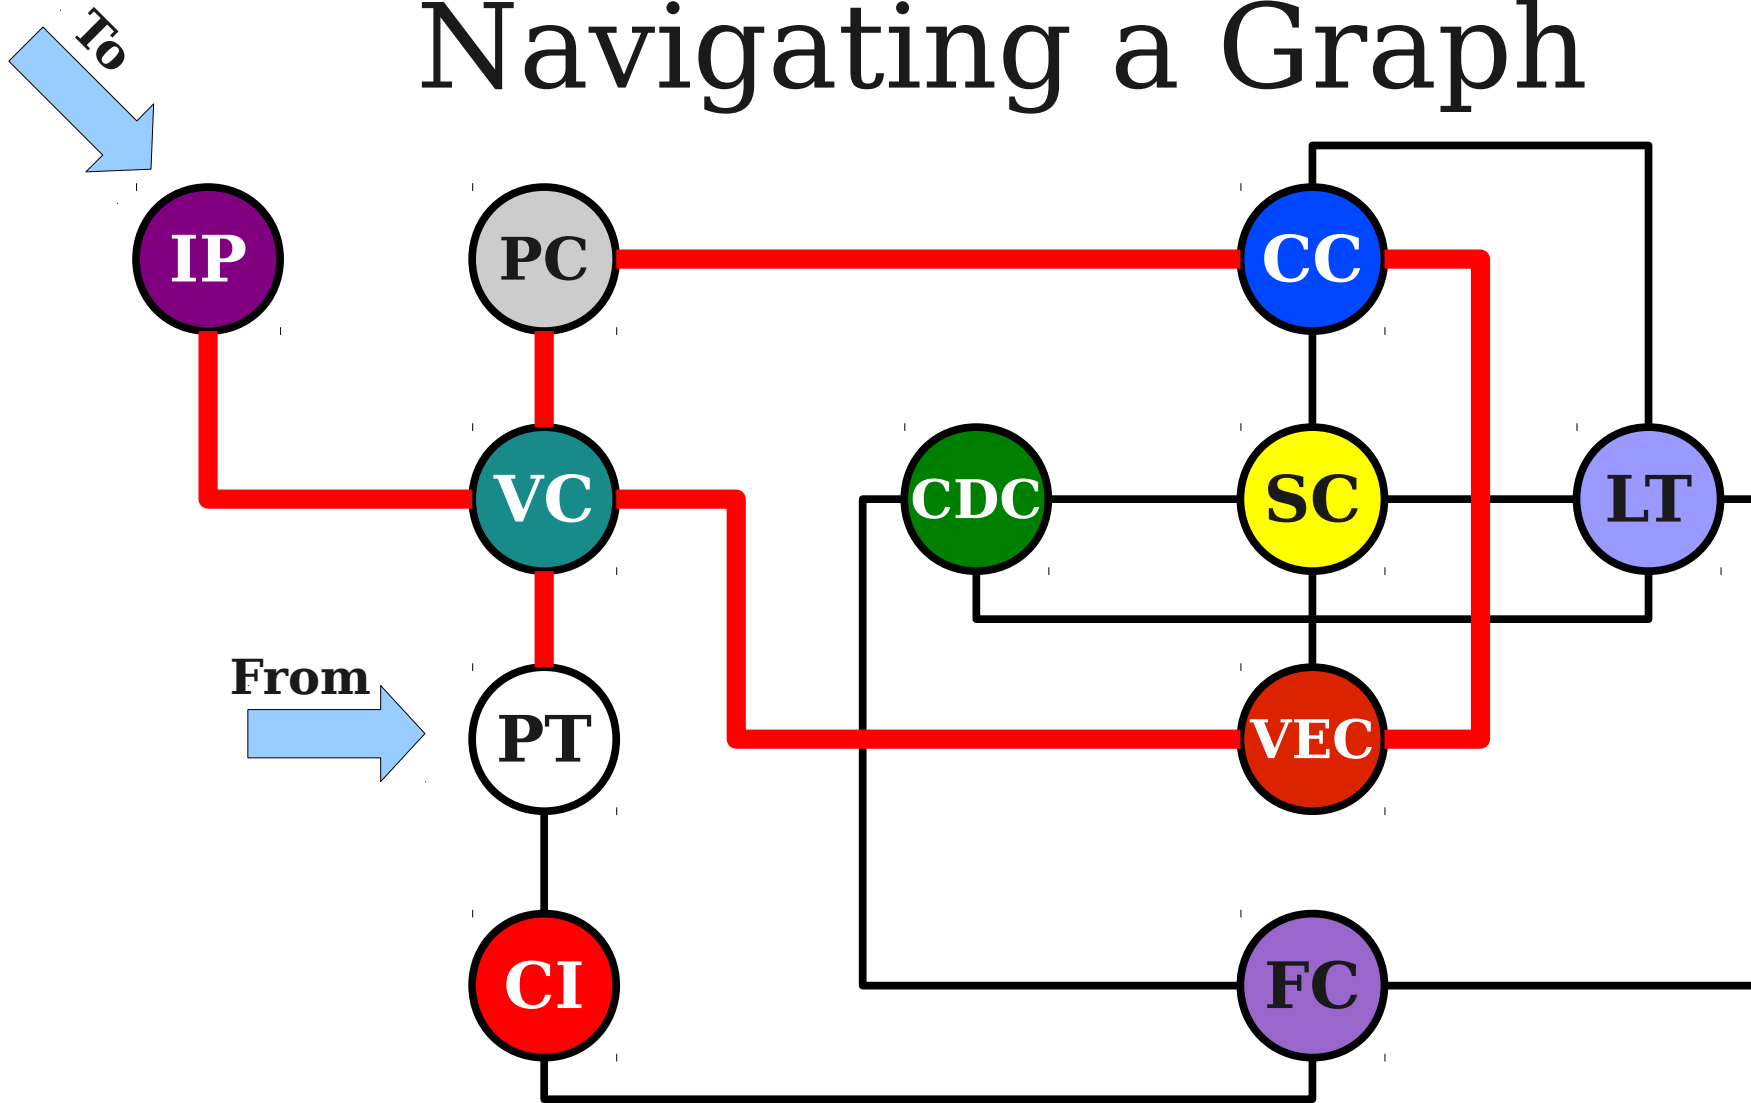 Navigating a Graph
To
IP
PC
CC
VC
CDC
SC
LT
From
PT
VEC
CI
FC